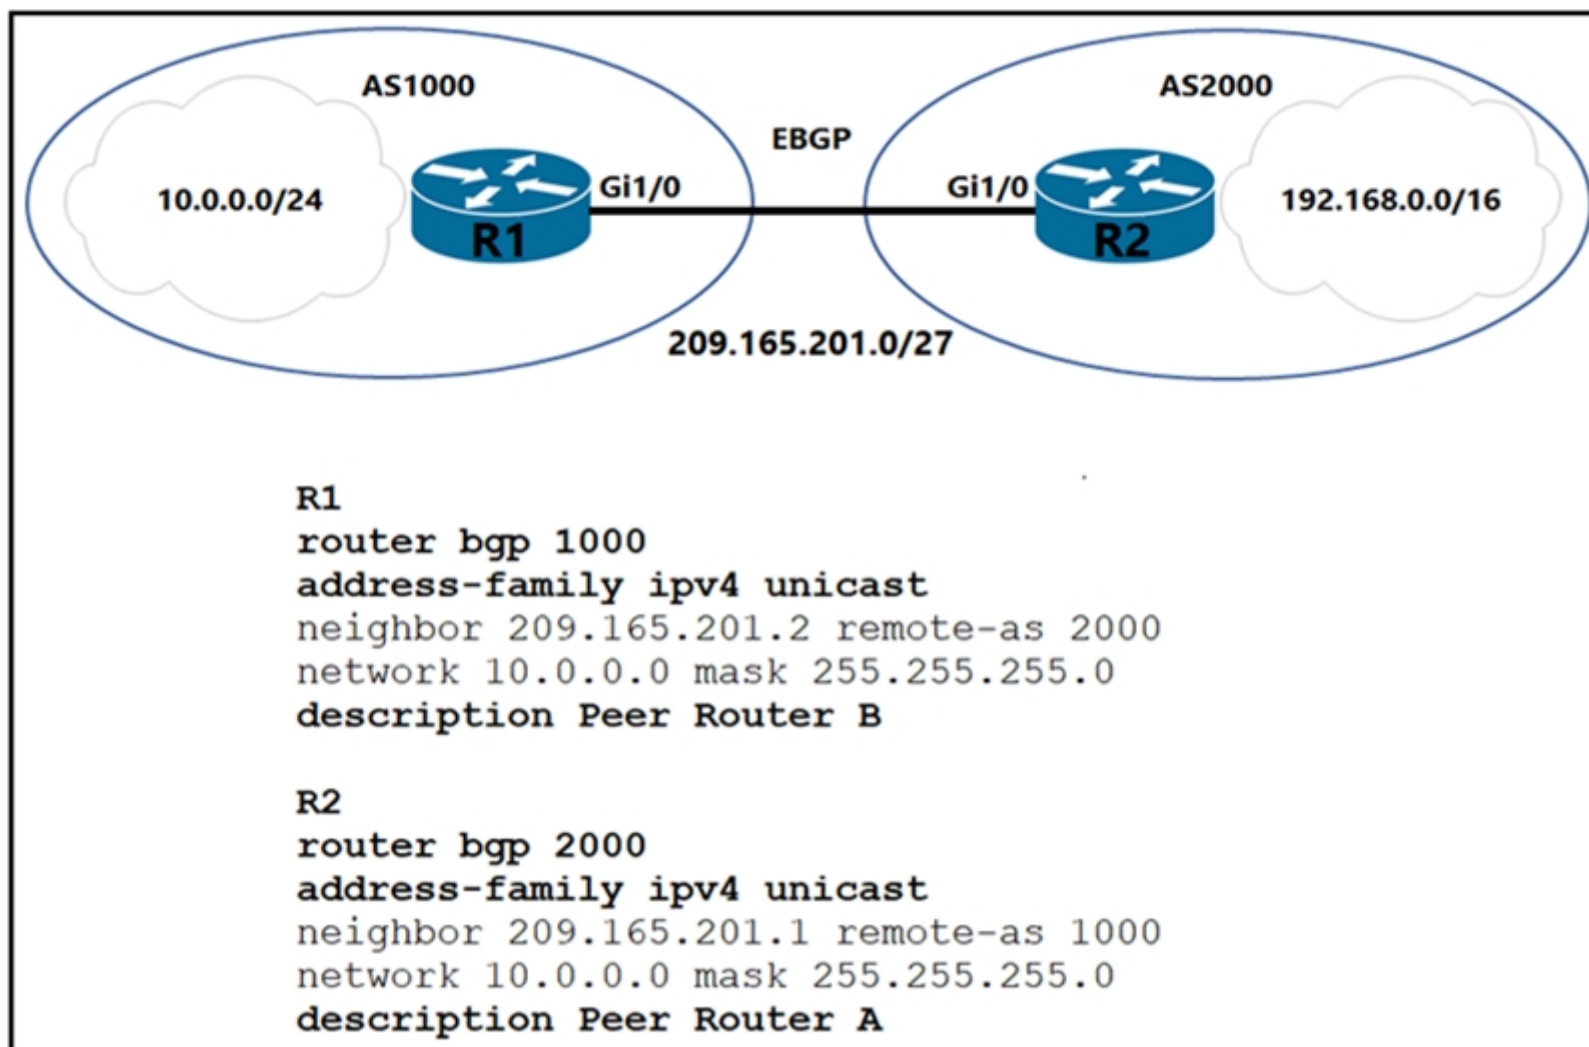 AS1000
AS2000
EBGP
10.0.0.0/24
Gi1/0
Gi1/0
192.168.0.0/16
R1
R2
209.165.201.0/27
R1
router bgp 1000
address-family ipv4 unicast
neighbor 209.165.201.2 remote-as 2000
network 10.0.0.0 mask 255.255.255.0
description Peer Router B
R2
router bgp 2000
address-family ipv4 unicast
neighbor 209.165.201.1 remote-as 1000
network 10.0.0.0 mask 255.255.255.0
description Peer Router A